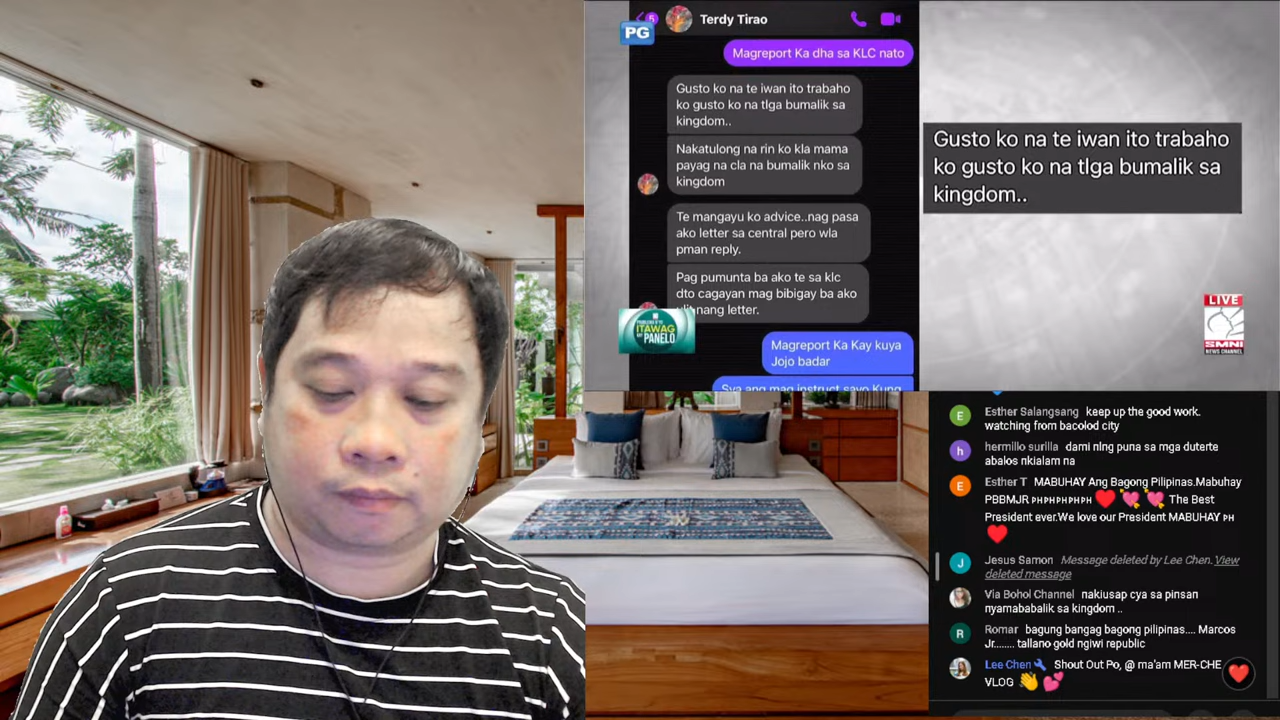 PG
5
Terdy Tirao
Magreport Ka dha sa KLC nato
Gusto ko na te iwan ito trabaho
ko gusto ko na tlga bumalik sa
kingdom..
Nakatulong na rin ko kla mama
payag na cla na bumalik nko sa
kingdom
Te mangayu ko advice..nag pasa
ako letter sa central pero wla
pman reply.
Pag pumunta ba ako te sa klc
dto cagayan mag bibigay ba ako
nang letter.
ITAWAG
PANELO
Magreport Ka Kay kuya
Jojo badar
Sya ang mag instruct sayo Kung
Gusto ko na te iwan ito trabaho
ko gusto ko na tlga bumalik sa
kingdom..
LIVE
SMNI
NEWS CHANNEL
E
Esther Salangsang keep up the good work.
watching from bacolod city
h
hermillo surilla dami nlng puna sa mga duterte
abalos nkialam na
E
Esther T MABUHAY Ang Bagong Pilipinas.Mabuhay
PBBMJR PHPHPHPHPH The Best
President ever.We love our President MABUHAY PH
J
Jesus Samon Message deleted by Lee Chen.View
deleted message
Via Bohol Channel nakiusap cya sa pinsan
nyamababalik sa kingdom ..
R
Romar bagung bangag bagong pilipinas.... Marcos
Jr....... tallano gold ngiwi republic
Lee Chen Shout Out Po, @ ma'am MER-CHE
VLOG